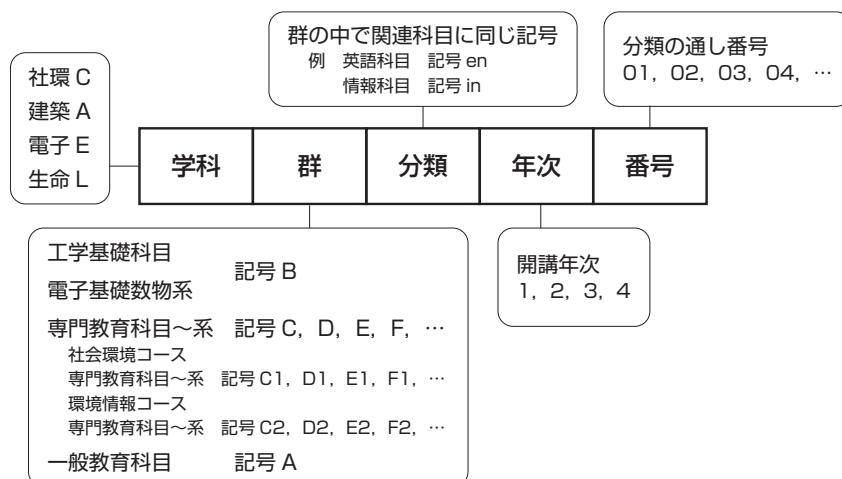 群の中で関連科目に同じ記号
例 英語科目 記号 en
情報科目 記号 in
分類の通し番号
01, 02, 03, 04, …
社環 C
建築 A
電子 E
生命 L
学科 群 分類 年次 番号
工学基礎科目
記号 B
電子基礎数物系
専門教育科目～系 記号 C, D, E, F, …
社会環境コース
専門教育科目～系 記号 C1, D1, E1, F1, …
環境情報コース
専門教育科目～系 記号 C2, D2, E2, F2, …
一般教育科目 記号 A
開講年次
1, 2, 3, 4